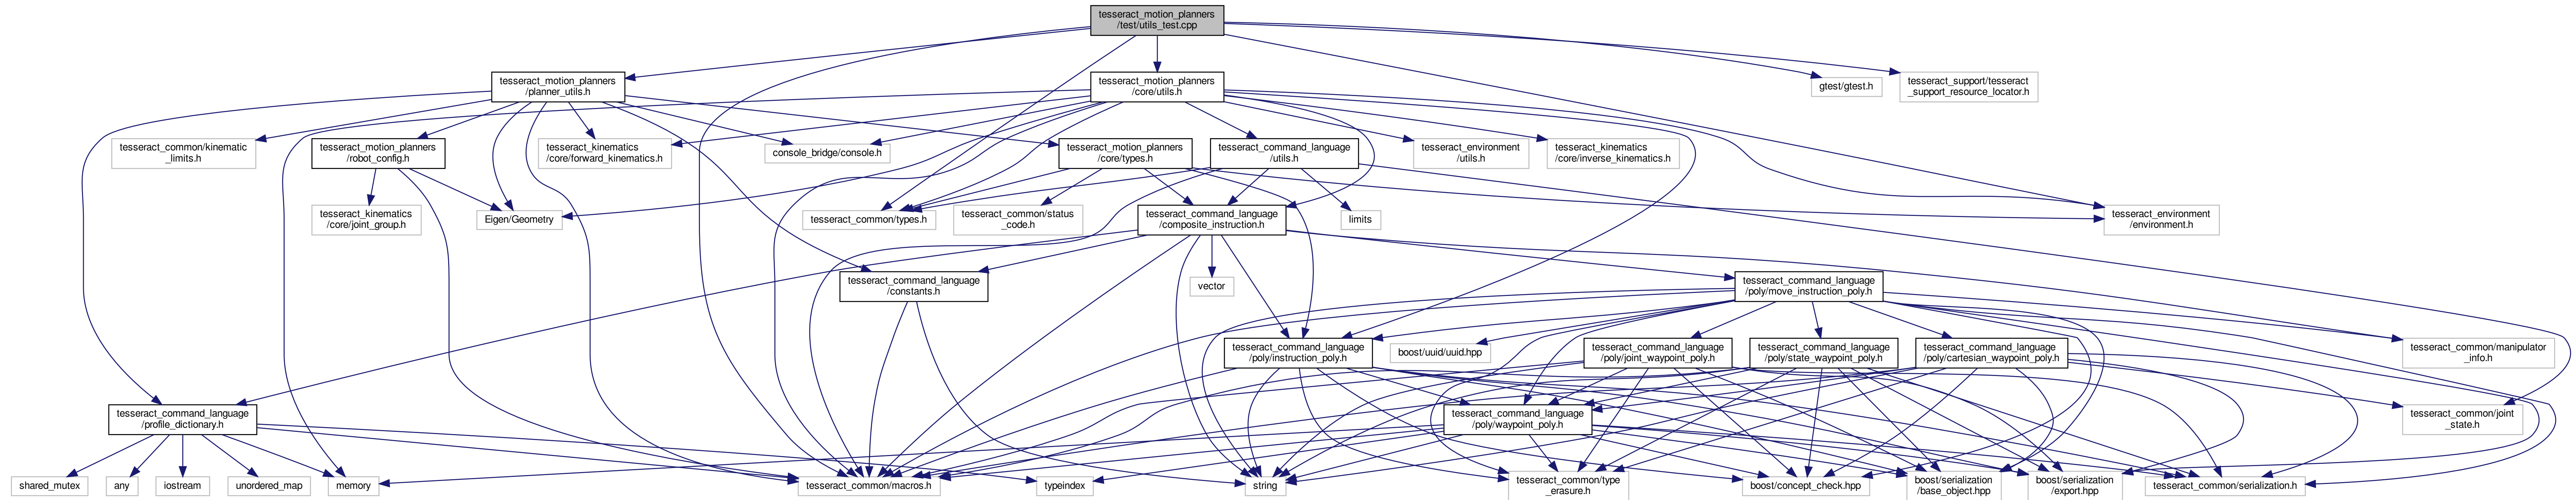 tesseract_motion_planners
/test/utils_test.cpp
tesseract_motion_planners
/planner_utils.h
tesseract_motion_planners
/core/utils.h
gtest/gtest.h
tesseract_support/tesseract
_support_resource_locator.h
tesseract_common/kinematic
_limits.h
tesseract_motion_planners
/robot_config.h
tesseract_kinematics
/core/forward_kinematics.h
console_bridge/console.h
tesseract_motion_planners
/core/types.h
tesseract_command_language
/utils.h
tesseract_environment
/utils.h
tesseract_kinematics
/core/inverse_kinematics.h
tesseract_kinematics
/core/joint_group.h
Eigen/Geometry
tesseract_common/types.h
tesseract_common/status
_code.h
tesseract_command_language
/composite_instruction.h
limits
tesseract_environment
/environment.h
tesseract_command_language
/constants.h
vector
tesseract_command_language
/poly/move_instruction_poly.h
tesseract_command_language
/poly/instruction_poly.h
boost/uuid/uuid.hpp
tesseract_command_language
/poly/joint_waypoint_poly.h
tesseract_command_language
/poly/state_waypoint_poly.h
tesseract_command_language
/poly/cartesian_waypoint_poly.h
tesseract_common/manipulator
_info.h
tesseract_command_language
/profile_dictionary.h
tesseract_command_language
/poly/waypoint_poly.h
tesseract_common/joint
_state.h
shared_mutex
any
iostream
unordered_map
memory
tesseract_common/macros.h
typeindex
string
tesseract_common/type
_erasure.h
boost/concept_check.hpp
boost/serialization
/base_object.hpp
boost/serialization
/export.hpp
tesseract_common/serialization.h